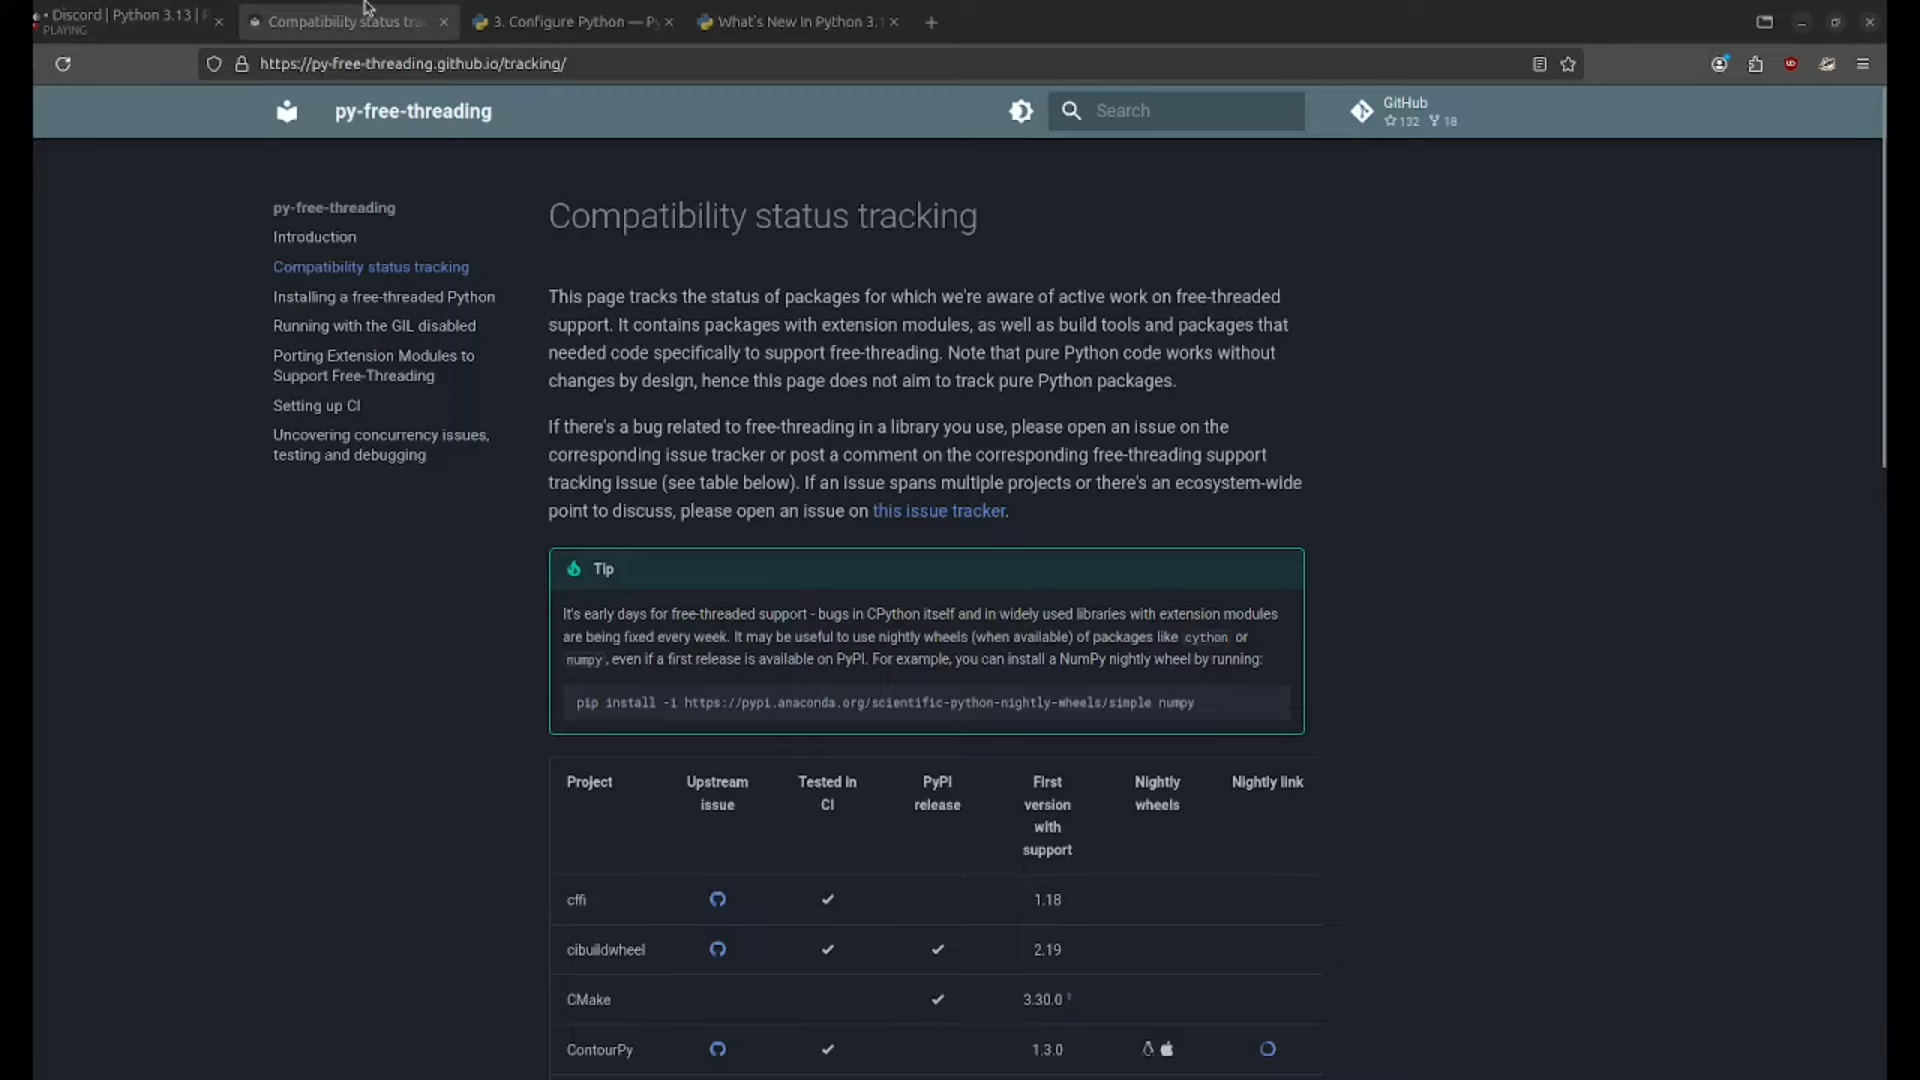 • Discord | Python 3.13 | P
PLAYING
Compatibility status tra
3. Configure Python — Py
What's New In Python 3.1
https://py-free-threading.github.io/tracking/
py-free-threading
Search
GitHub
132 18
py-free-threading
Introduction
Compatibility status tracking
Installing a free-threaded Python
Running with the GIL disabled
Porting Extension Modules to
Support Free-Threading
Setting up CI
Uncovering concurrency issues,
testing and debugging
Compatibility status tracking
This page tracks the status of packages for which we're aware of active work on free-threaded
support. It contains packages with extension modules, as well as build tools and packages that
needed code specifically to support free-threading. Note that pure Python code works without
changes by design, hence this page does not aim to track pure Python packages.
If there's a bug related to free-threading in a library you use, please open an issue on the
corresponding issue tracker or post a comment on the corresponding free-threading support
tracking issue (see table below). If an issue spans multiple projects or there's an ecosystem-wide
point to discuss, please open an issue on this issue tracker.
Tip
It's early days for free-threaded support - bugs in CPython itself and in widely used libraries with extension modules
are being fixed every week. It may be useful to use nightly wheels (when available) of packages like cython or
numpy, even if a first release is available on PyPI. For example, you can install a NumPy nightly wheel by running:
pip install -i https://pypi.anaconda.org/scientific-python-nightly-wheels/simple numpy
Project Upstream issue Tested in CI PyPI release First version with support Nightly wheels Nightly link
cffi ✓ 1.18
cibuildwheel ✓ ✓ 2.19
CMake ✓ 3.30.0 ¹
ContourPy ✓ 1.3.0